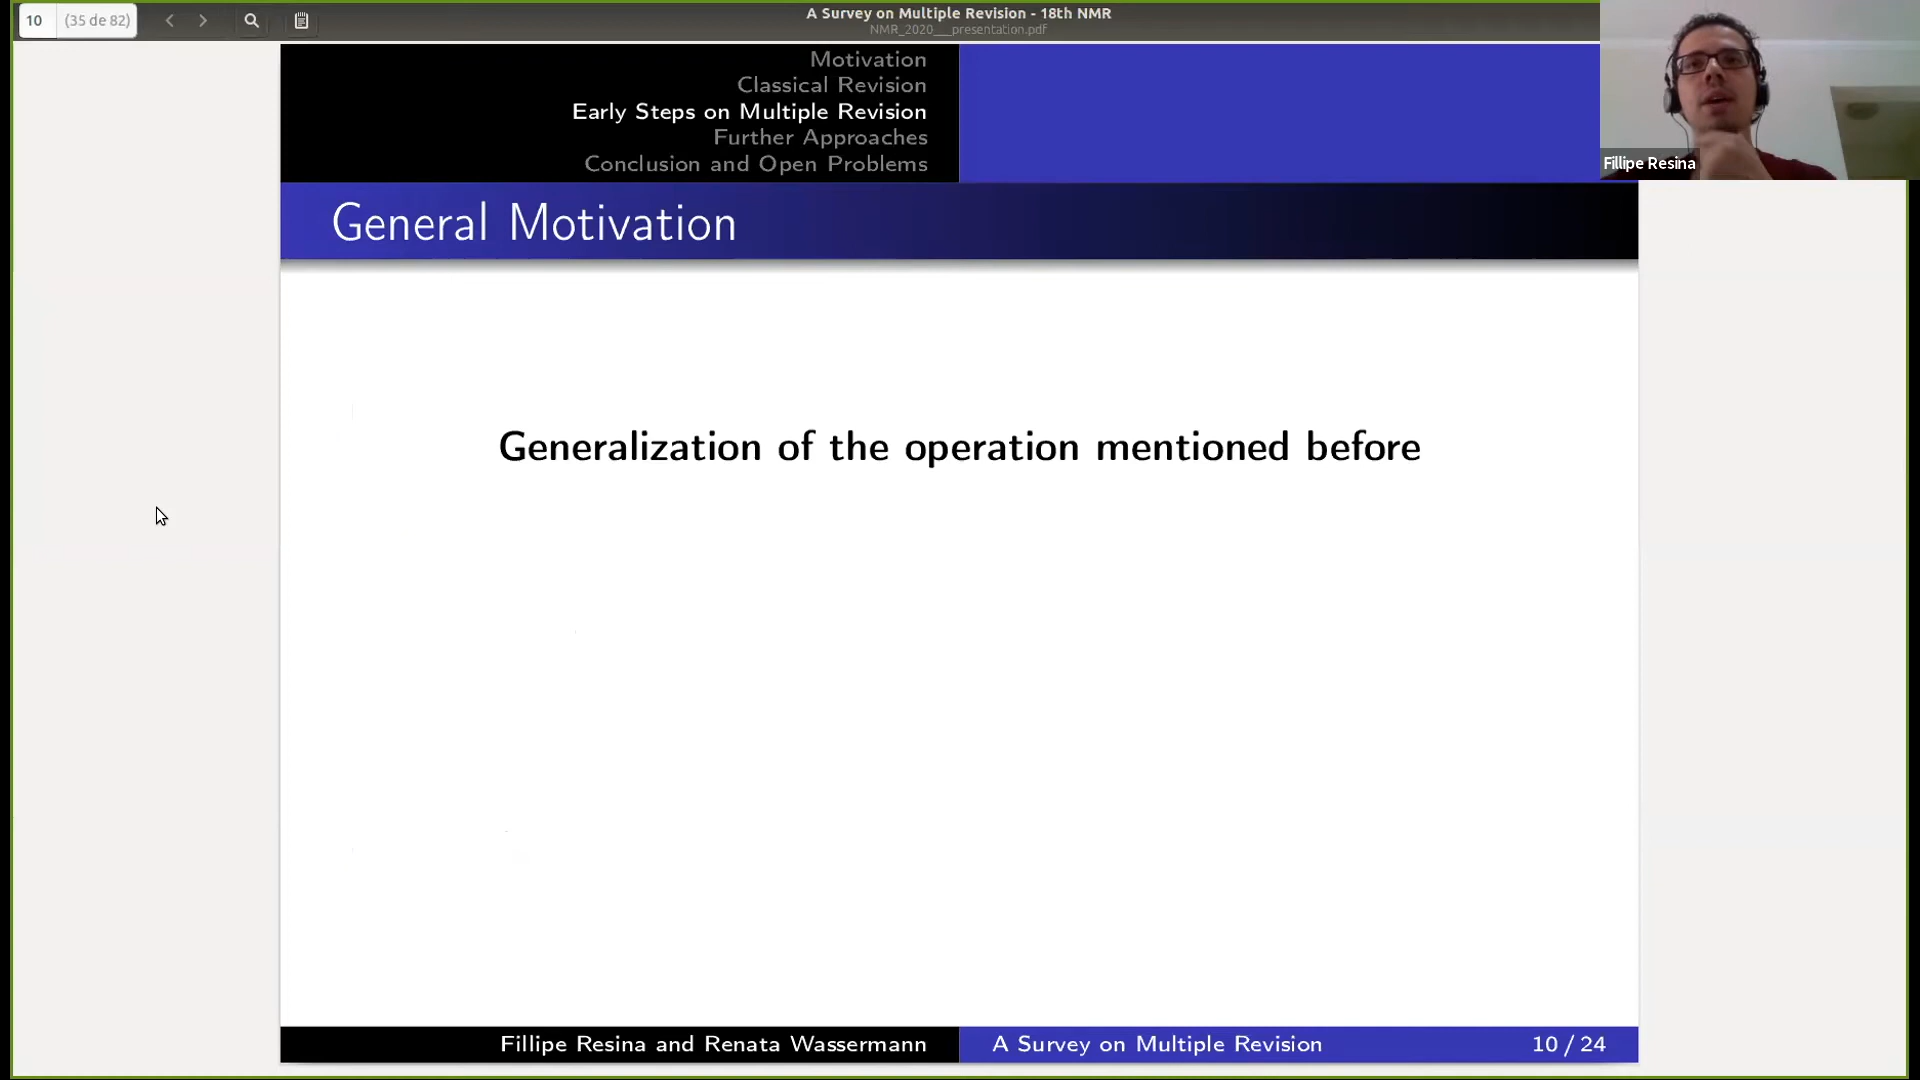 10 (35 de 82)
A Survey on Multiple Revision - 18th NMR
NMR_2020___presentation.pdf
Motivation
Classical Revision
Early Steps on Multiple Revision
Further Approaches
Conclusion and Open Problems
Fillipe Resina
General Motivation
Generalization of the operation mentioned before
Fillipe Resina and Renata Wassermann A Survey on Multiple Revision 10 / 24